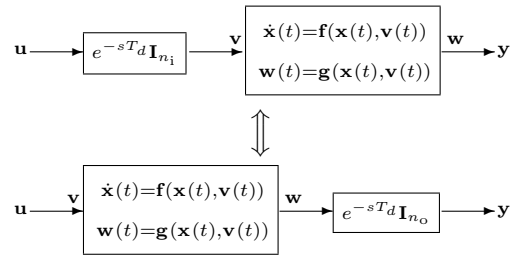 u e^{-sT_d} I_{n_i} v ẋ(t)=f(x(t),v(t)) w y
w(t)=g(x(t),v(t))
u v ẋ(t)=f(x(t),v(t)) w e^{-sT_d} I_{n_o} y
w(t)=g(x(t),v(t))